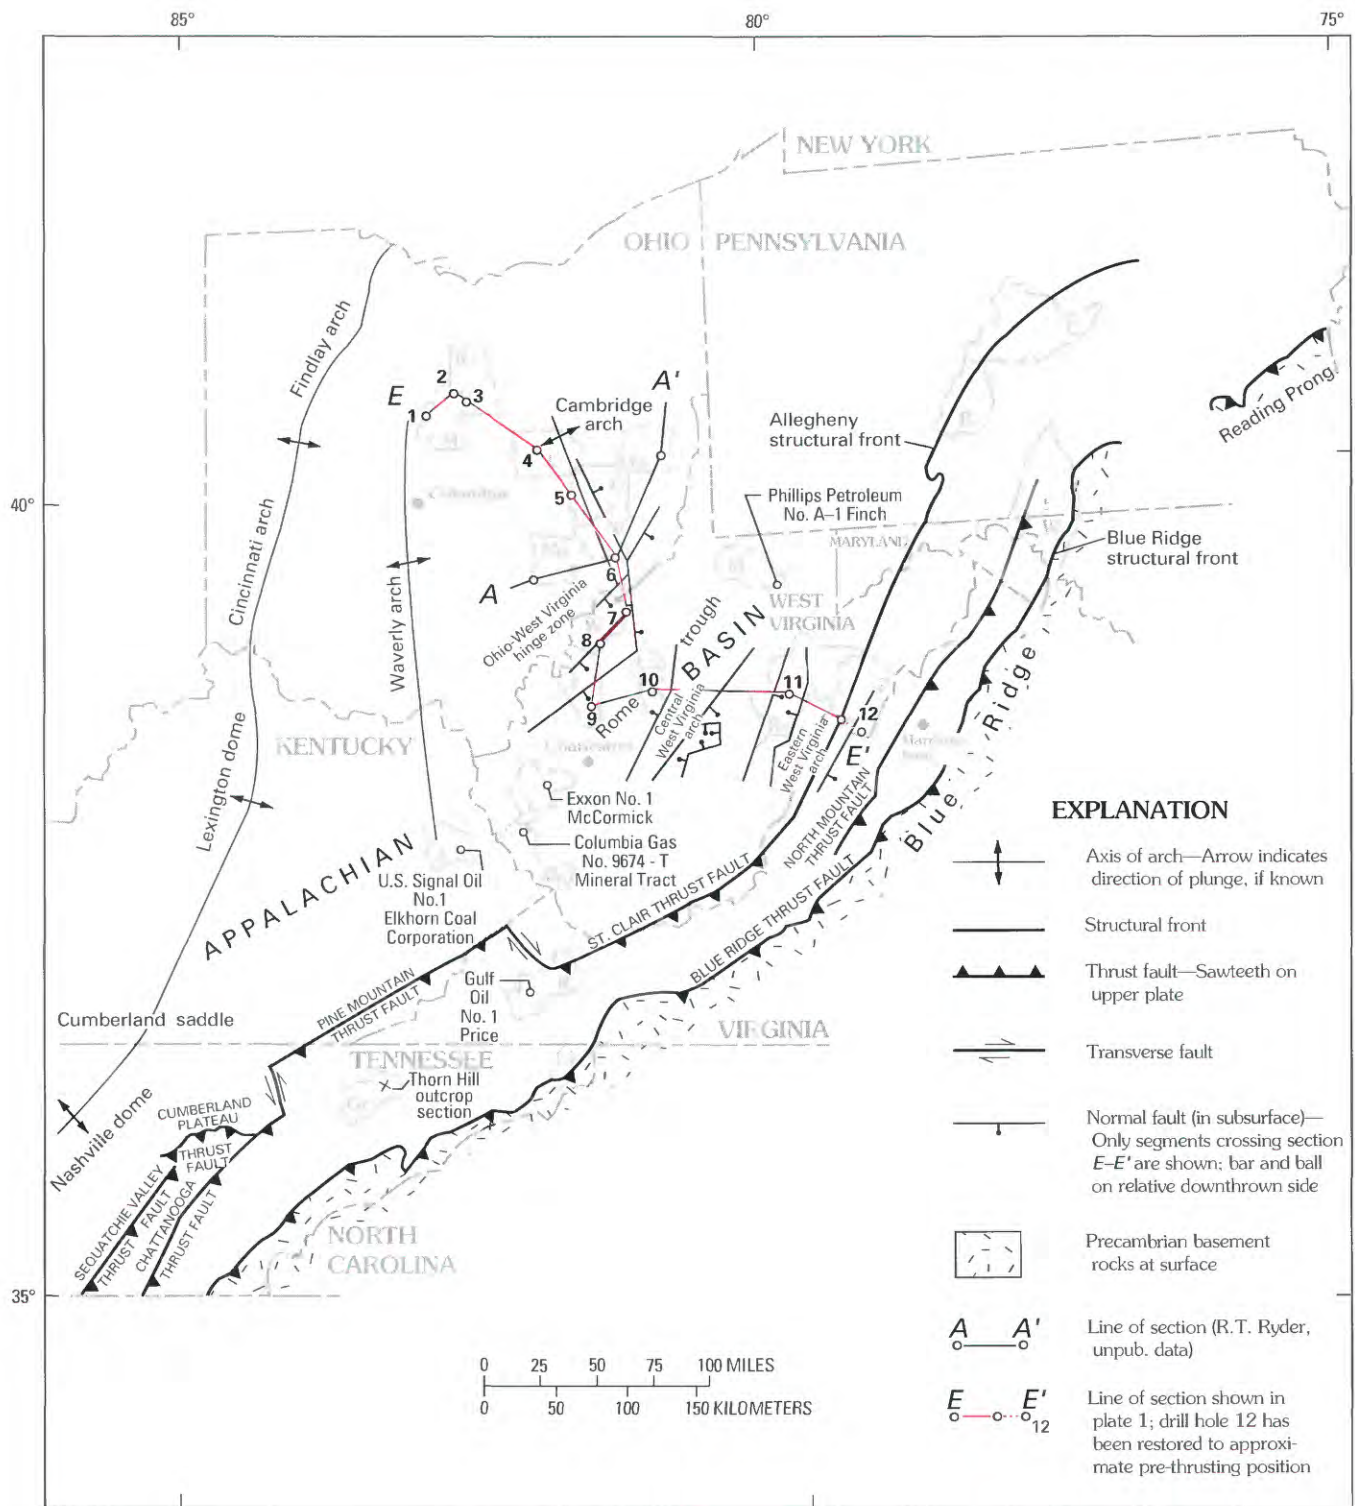 85°
80°
75°
NEW YORK
OHIO
PENNSYLVANIA
Findlay arch
Reading Prong
E
1
2
3
A'
Cambridge
arch
4
5
Allegheny
structural front
40°
Columbus
Phillips Petroleum
No. A–1 Finch
MARYLAND
Blue Ridge
structural front
Cincinnati arch
Waverly arch
A
6
7
8
Ohio-West Virginia
hinge zone
WEST
VIRGINIA
Rome
trough
BASIN
9
10
11
12
E'
Central
West Virginia
arch
Eastern
West Virginia
arch
KENTUCKY
Lexington dome
Exxon No. 1
McCormick
Columbia Gas
No. 9674 - T
Mineral Tract
NORTH MOUNTAIN
THRUST FAULT
Blue Ridge
APPALACHIAN
U.S. Signal Oil
No.1
Elkhorn Coal
Corporation
ST. CLAIR THRUST FAULT
BLUE RIDGE THRUST FAULT
Gulf
Oil
No. 1
Price
PINE MOUNTAIN
THRUST FAULT
Cumberland saddle
VIRGINIA
TENNESSEE
Thorn Hill
outcrop
section
Nashville dome
CUMBERLAND
PLATEAU
THRUST
FAULT
SEQUATCHIE VALLEY
THRUST FAULT
CHATTANOOGA
THRUST FAULT
NORTH
CAROLINA
35°
0 25 50 75 100 MILES
0 50 100 150 KILOMETERS
EXPLANATION
Axis of arch—Arrow indicates
direction of plunge, if known
Structural front
Thrust fault—Sawteeth on
upper plate
Transverse fault
Normal fault (in subsurface)—
Only segments crossing section
E–E' are shown; bar and ball
on relative downthrown side
Precambrian basement
rocks at surface
A A'
Line of section (R.T. Ryder,
unpub. data)
E E'
12
Line of section shown in
plate 1; drill hole 12 has
been restored to approxi-
mate pre-thrusting position